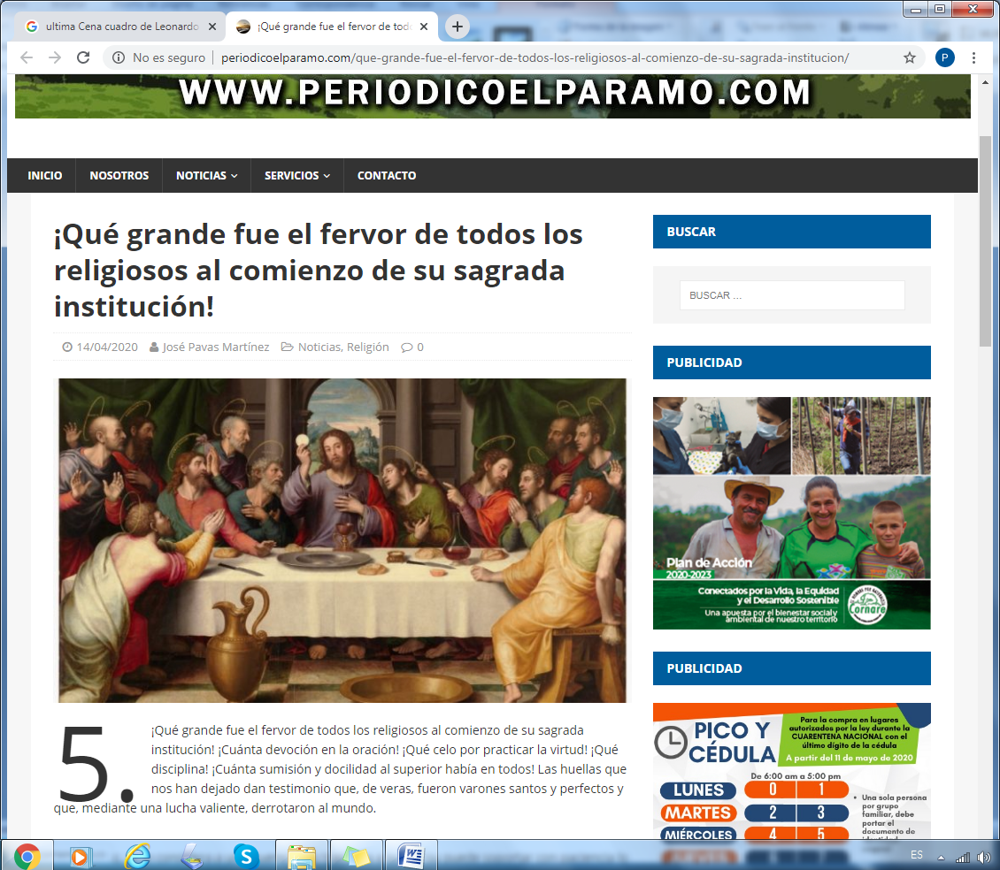 ultima Cena cuadro de Leonardo
¡Qué grande fue el fervor de tod
No es seguro
periodicoelparamo.com/que-grande-fue-el-fervor-de-todos-los-religiosos-al-comienzo-de-su-sagrada-institucion/
P
WWW.PERIODICOELPARAMO.COM
INICIO NOSOTROS NOTICIAS SERVICIOS CONTACTO
¡Qué grande fue el fervor de todos los
religiosos al comienzo de su sagrada
institución!
14/04/2020 José Pavas Martínez Noticias, Religión 0
5. ¡Qué grande fue el fervor de todos los religiosos al comienzo de su sagrada
institución! ¡Cuánta devoción en la oración! ¡Qué celo por practicar la virtud! ¡Qué
disciplina! ¡Cuánta sumisión y docilidad al superior había en todos! Las huellas que
nos han dejado dan testimonio que, de veras, fueron varones santos y perfectos y
que, mediante una lucha valiente, derrotaron al mundo.
BUSCAR
BUSCAR …
PUBLICIDAD
Plan de Acción
2020-2023
Conectados por la Vida, la Equidad
y el Desarrollo Sostenible
Una apuesta por el bienestar social y
ambiental de nuestro territorio
Cornare
PUBLICIDAD
PICO Y
CÉDULA
Para la compra en lugares
autorizados por la ley durante la
CUARENTENA NACIONAL con el
último dígito de la cédula
A partir del 11 de mayo de 2020
De 6:00 am a 5:00 pm
LUNES 0 1
MARTES 2 3
MIÉRCOLES 4 5
• Una sola persona
por grupo
familiar, debe
portar el
documento de
ES